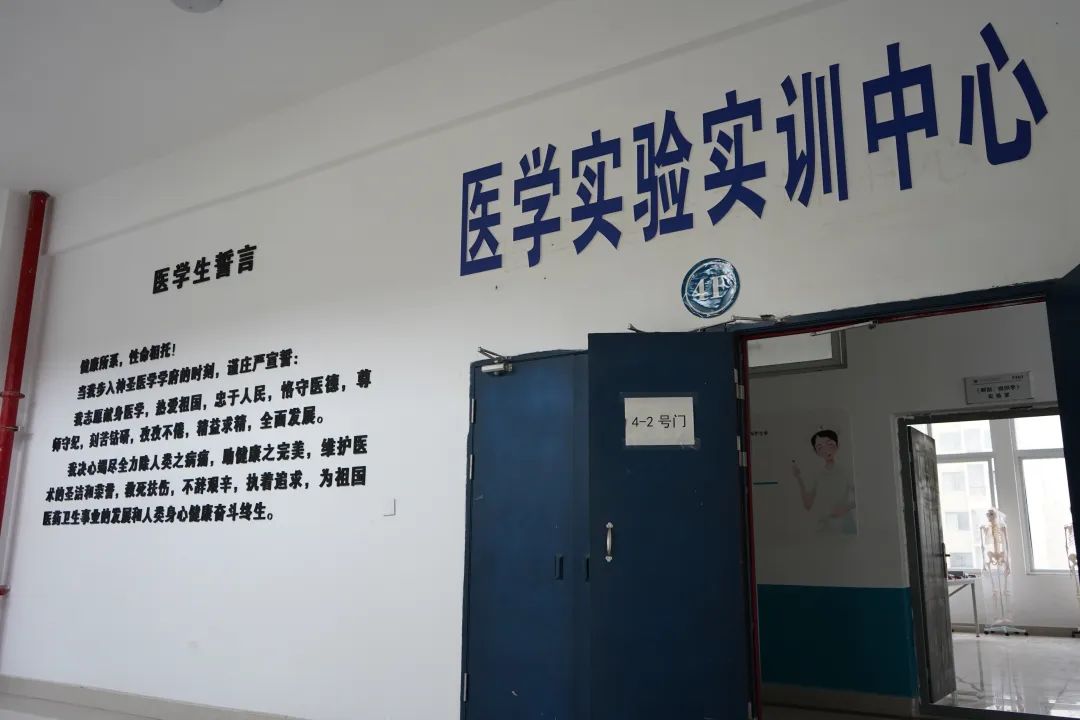 医学实验实训中心
医学生誓言
健康所系，性命相托！
当我步入神圣医学学府的时刻，谨庄严宣誓：
我志愿献身医学，热爱祖国，忠于人民，恪守医德，尊
师守纪，刻苦钻研，孜孜不倦，精益求精，全面发展。
我决心竭尽全力除人类之病痛，助健康之完美，维护医
术的圣洁和荣誉，救死扶伤，不辞艰辛，执着追求，为祖国
医药卫生事业的发展和人类身心健康奋斗终生。
4F
4-2 号门
实验室